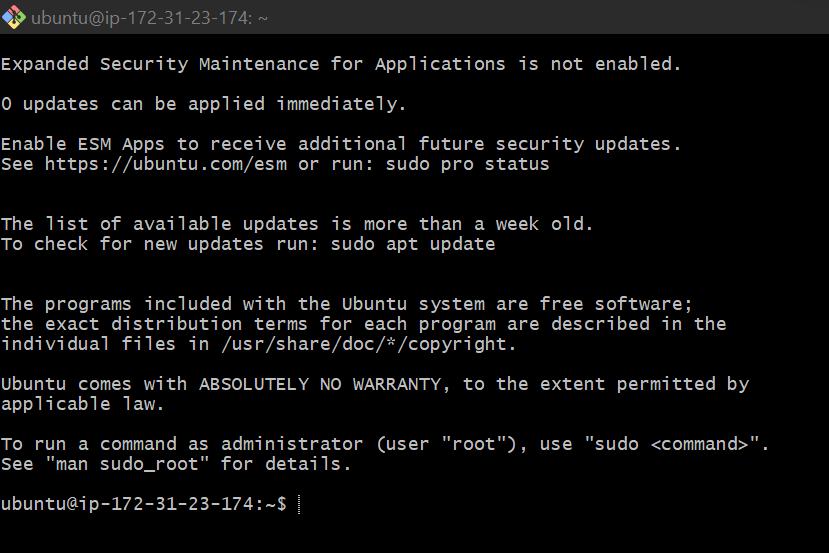 ubuntu@ip-172-31-23-174: ~
Expanded Security Maintenance for Applications is not enabled.
0 updates can be applied immediately.
Enable ESM Apps to receive additional future security updates.
See https://ubuntu.com/esm or run: sudo pro status
The list of available updates is more than a week old.
To check for new updates run: sudo apt update
The programs included with the Ubuntu system are free software;
the exact distribution terms for each program are described in the
individual files in /usr/share/doc/*/copyright.
Ubuntu comes with ABSOLUTELY NO WARRANTY, to the extent permitted by
applicable law.
To run a command as administrator (user "root"), use "sudo <command>".
See "man sudo_root" for details.
ubuntu@ip-172-31-23-174:~$